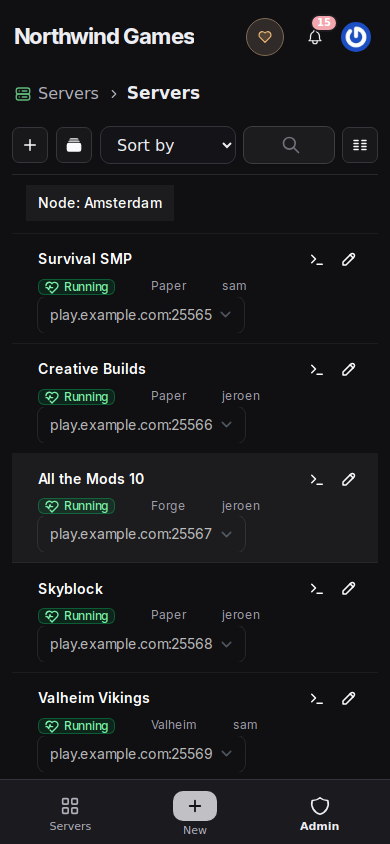 Northwind Games
15
Servers > Servers
Sort by
Node: Amsterdam
Survival SMP
Running Paper sam
play.example.com:25565
Creative Builds
Running Paper jeroen
play.example.com:25566
All the Mods 10
Running Forge jeroen
play.example.com:25567
Skyblock
Running Paper jeroen
play.example.com:25568
Valheim Vikings
Running Valheim sam
play.example.com:25569
Servers New Admin